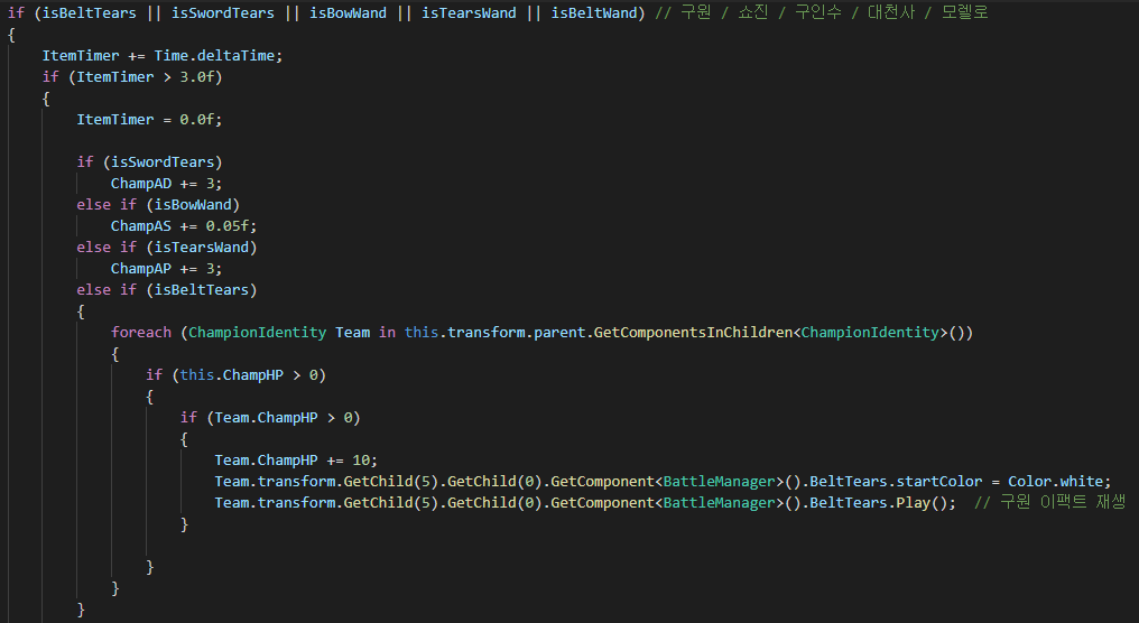 if (isBeltTears || isSwordTears || isBowWand || isTearsWand || isBeltWand) // 구원 / 쇼진 / 구인수 / 대천사 / 모렐로
{
ItemTimer += Time.deltaTime;
if (ItemTimer > 3.0f)
{
ItemTimer = 0.0f;
if (isSwordTears)
ChampAD += 3;
else if (isBowWand)
ChampAS += 0.05f;
else if (isTearsWand)
ChampAP += 3;
else if (isBeltTears)
{
foreach (ChampionIdentity Team in this.transform.parent.GetComponentsInChildren<ChampionIdentity>())
{
if (this.ChampHP > 0)
{
if (Team.ChampHP > 0)
{
Team.ChampHP += 10;
Team.transform.GetChild(5).GetChild(0).GetComponent<BattleManager>().BeltTears.startColor = Color.white;
Team.transform.GetChild(5).GetChild(0).GetComponent<BattleManager>().BeltTears.Play(); // 구원 이팩트 재생
}
}
}
}